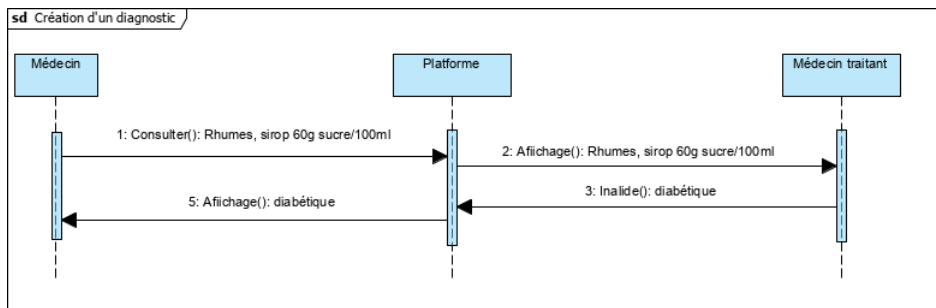 sd Création d'un diagnostic
Médecin
Platforme
Médecin traitant
1: Consulter(): Rhumes, sirop 60g sucre/100ml
2: Afiichage(): Rhumes, sirop 60g sucre/100ml
3: Inalide(): diabétique
5: Afiichage(): diabétique